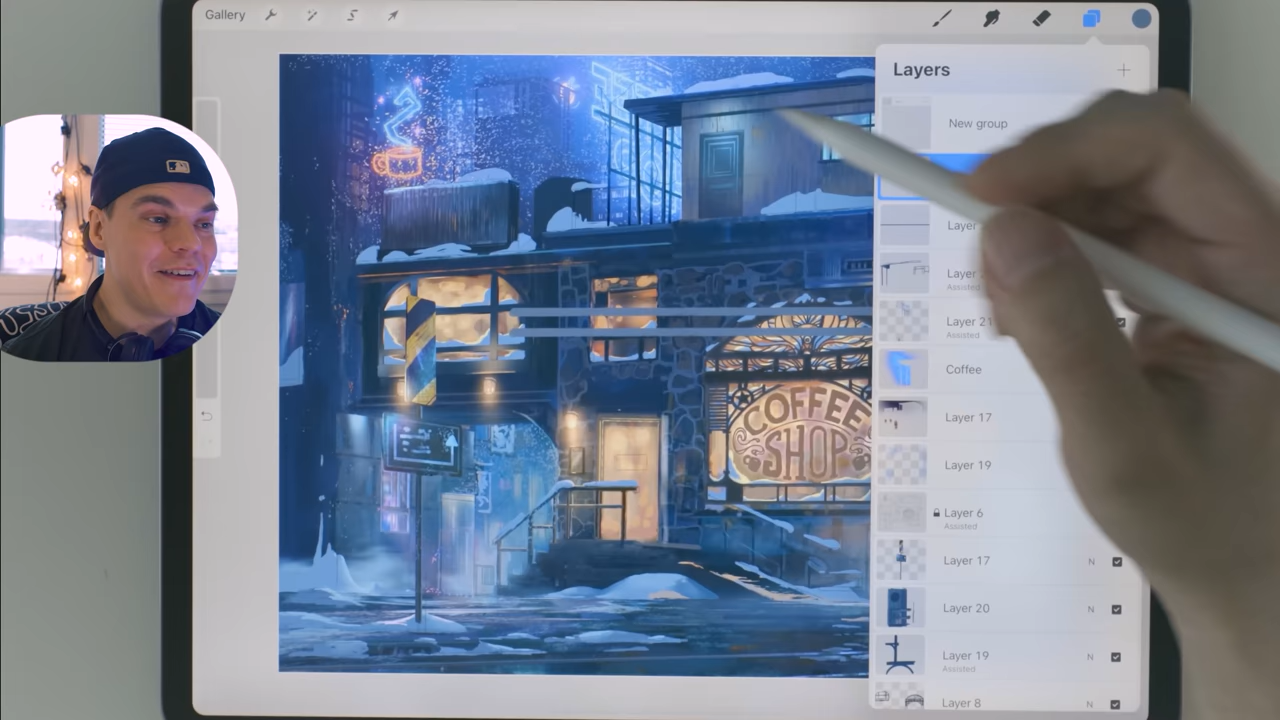 Gallery
Layers
New group
Layer
Layer
Assisted
Layer 21
Assisted
Coffee
Layer 17
Layer 19
Layer 6
Assisted
Layer 17 N
Layer 20 N
Layer 19 N
Assisted
Layer 8 N
COFFEE
SHOP